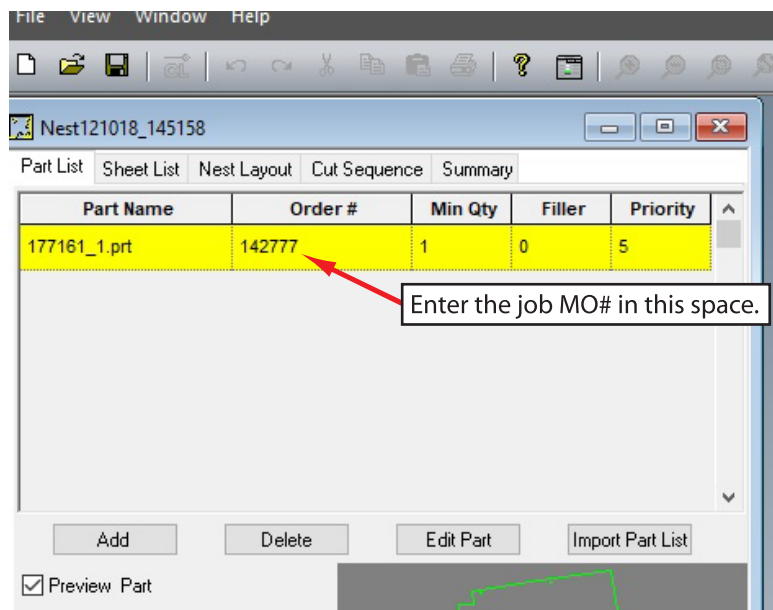 File View Window Help
Nest121018_145158
Part List Sheet List Nest Layout Cut Sequence Summary
Part Name Order # Min Qty Filler Priority
177161_1.prt 142777 1 0 5
Enter the job MO# in this space.
Add Delete Edit Part Import Part List
Preview Part